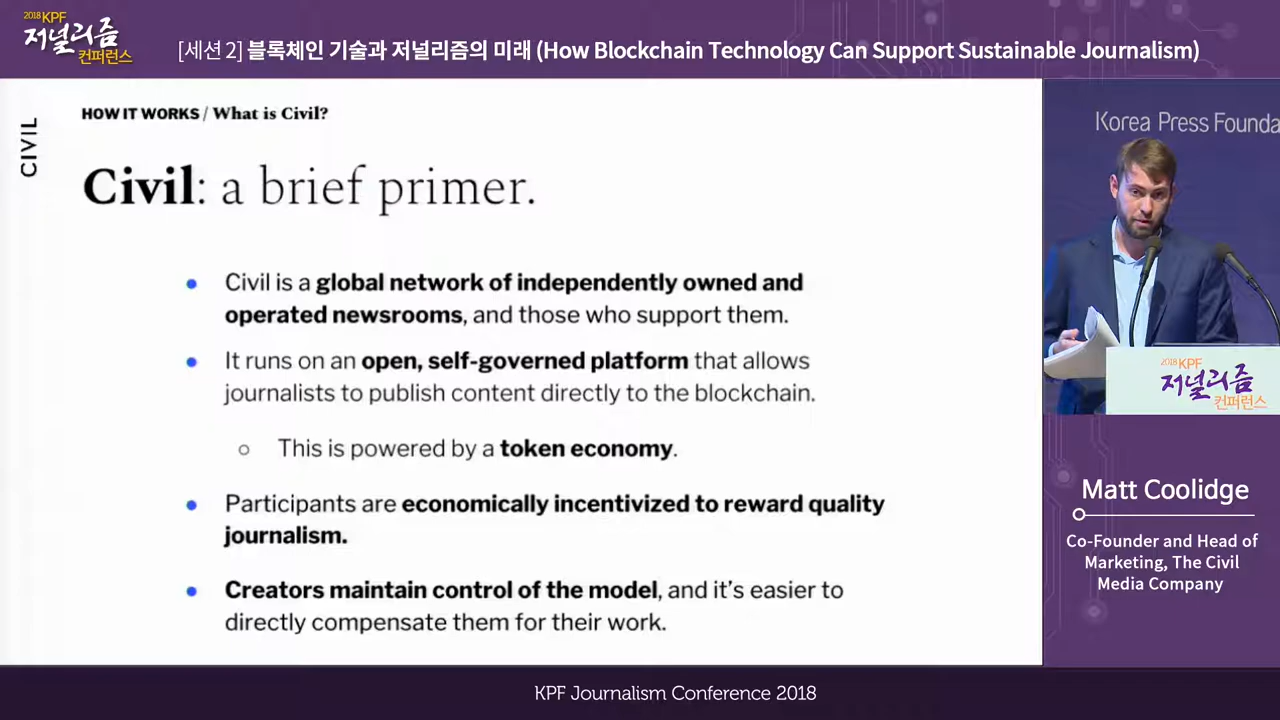 2018 KPF
저널리즘
컨퍼런스
[세션 2] 블록체인 기술과 저널리즘의 미래 (How Blockchain Technology Can Support Sustainable Journalism)
CIVIL
HOW IT WORKS / What is Civil?
Civil: a brief primer.
• Civil is a global network of independently owned and
operated newsrooms, and those who support them.
• It runs on an open, self-governed platform that allows
journalists to publish content directly to the blockchain.
○ This is powered by a token economy.
• Participants are economically incentivized to reward quality
journalism.
• Creators maintain control of the model, and it's easier to
directly compensate them for their work.
Korea Press Founda
2018 KPF
저널리즘
컨퍼런스
Matt Coolidge
Co-Founder and Head of
Marketing, The Civil
Media Company
KPF Journalism Conference 2018